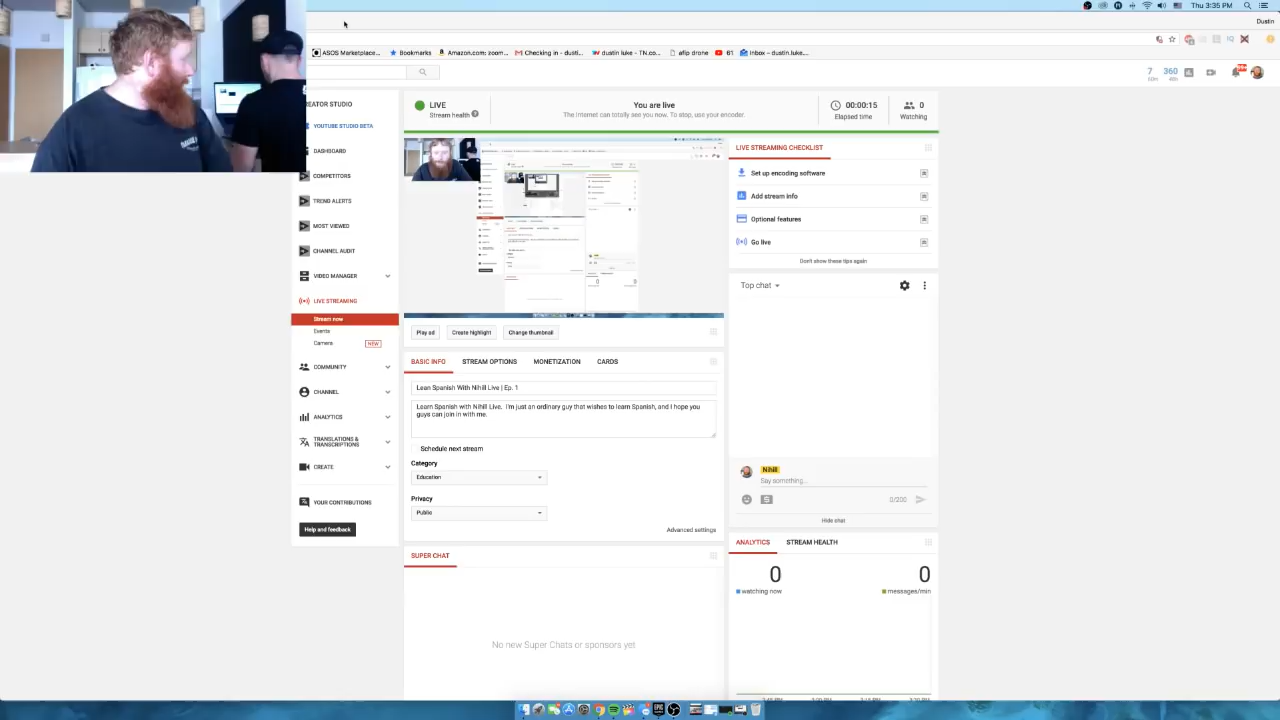 Thu 3:35 PM
Dustin
ASOS Marketplace... Bookmarks Amazon.com: zoom... Checking in - dusti... dustin luke - TN.co... afip drone 61 Inbox – dustin.luke....
7 360
60m 48h
CREATOR STUDIO
YOUTUBE STUDIO BETA
DASHBOARD
COMPETITORS
TREND ALERTS
MOST VIEWED
CHANNEL AUDIT
VIDEO MANAGER
LIVE STREAMING
Stream now
Events
Camera NEW
COMMUNITY
CHANNEL
ANALYTICS
TRANSLATIONS &
TRANSCRIPTIONS
CREATE
YOUR CONTRIBUTIONS
Help and feedback
LIVE
Stream health ?
You are live
The Internet can totally see you now. To stop, use your encoder.
00:00:15
Elapsed time
0
Watching
Play ad Create highlight Change thumbnail
BASIC INFO STREAM OPTIONS MONETIZATION CARDS
Lean Spanish With Nihill Live | Ep. 1
Learn Spanish with Nihill Live. I'm just an ordinary guy that wishes to learn Spanish, and I hope you
guys can join in with me.
Schedule next stream
Category
Education
Privacy
Public
Advanced settings
SUPER CHAT
No new Super Chats or sponsors yet
LIVE STREAMING CHECKLIST
Set up encoding software
Add stream info
Optional features
Go live
Don't show these tips again
Top chat
Nihill
Say something...
0/200
Hide chat
ANALYTICS STREAM HEALTH
0 0
watching now messages/min